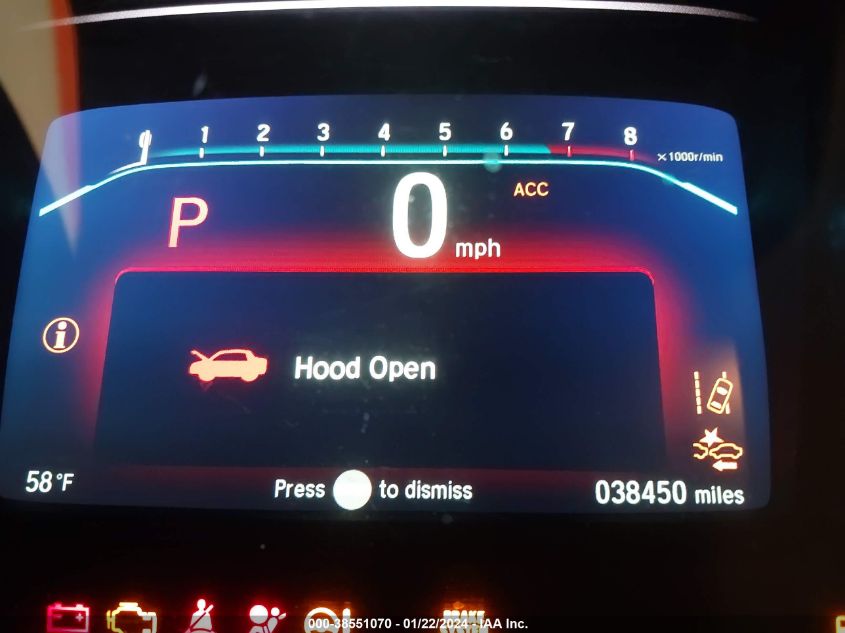 0 1 2 3 4 5 6 7 8 ×1000r/min
ACC
P 0 mph
Hood Open
58°F Press to dismiss 038450 miles
000-38551070 - 01/22/2024 - IAA Inc.